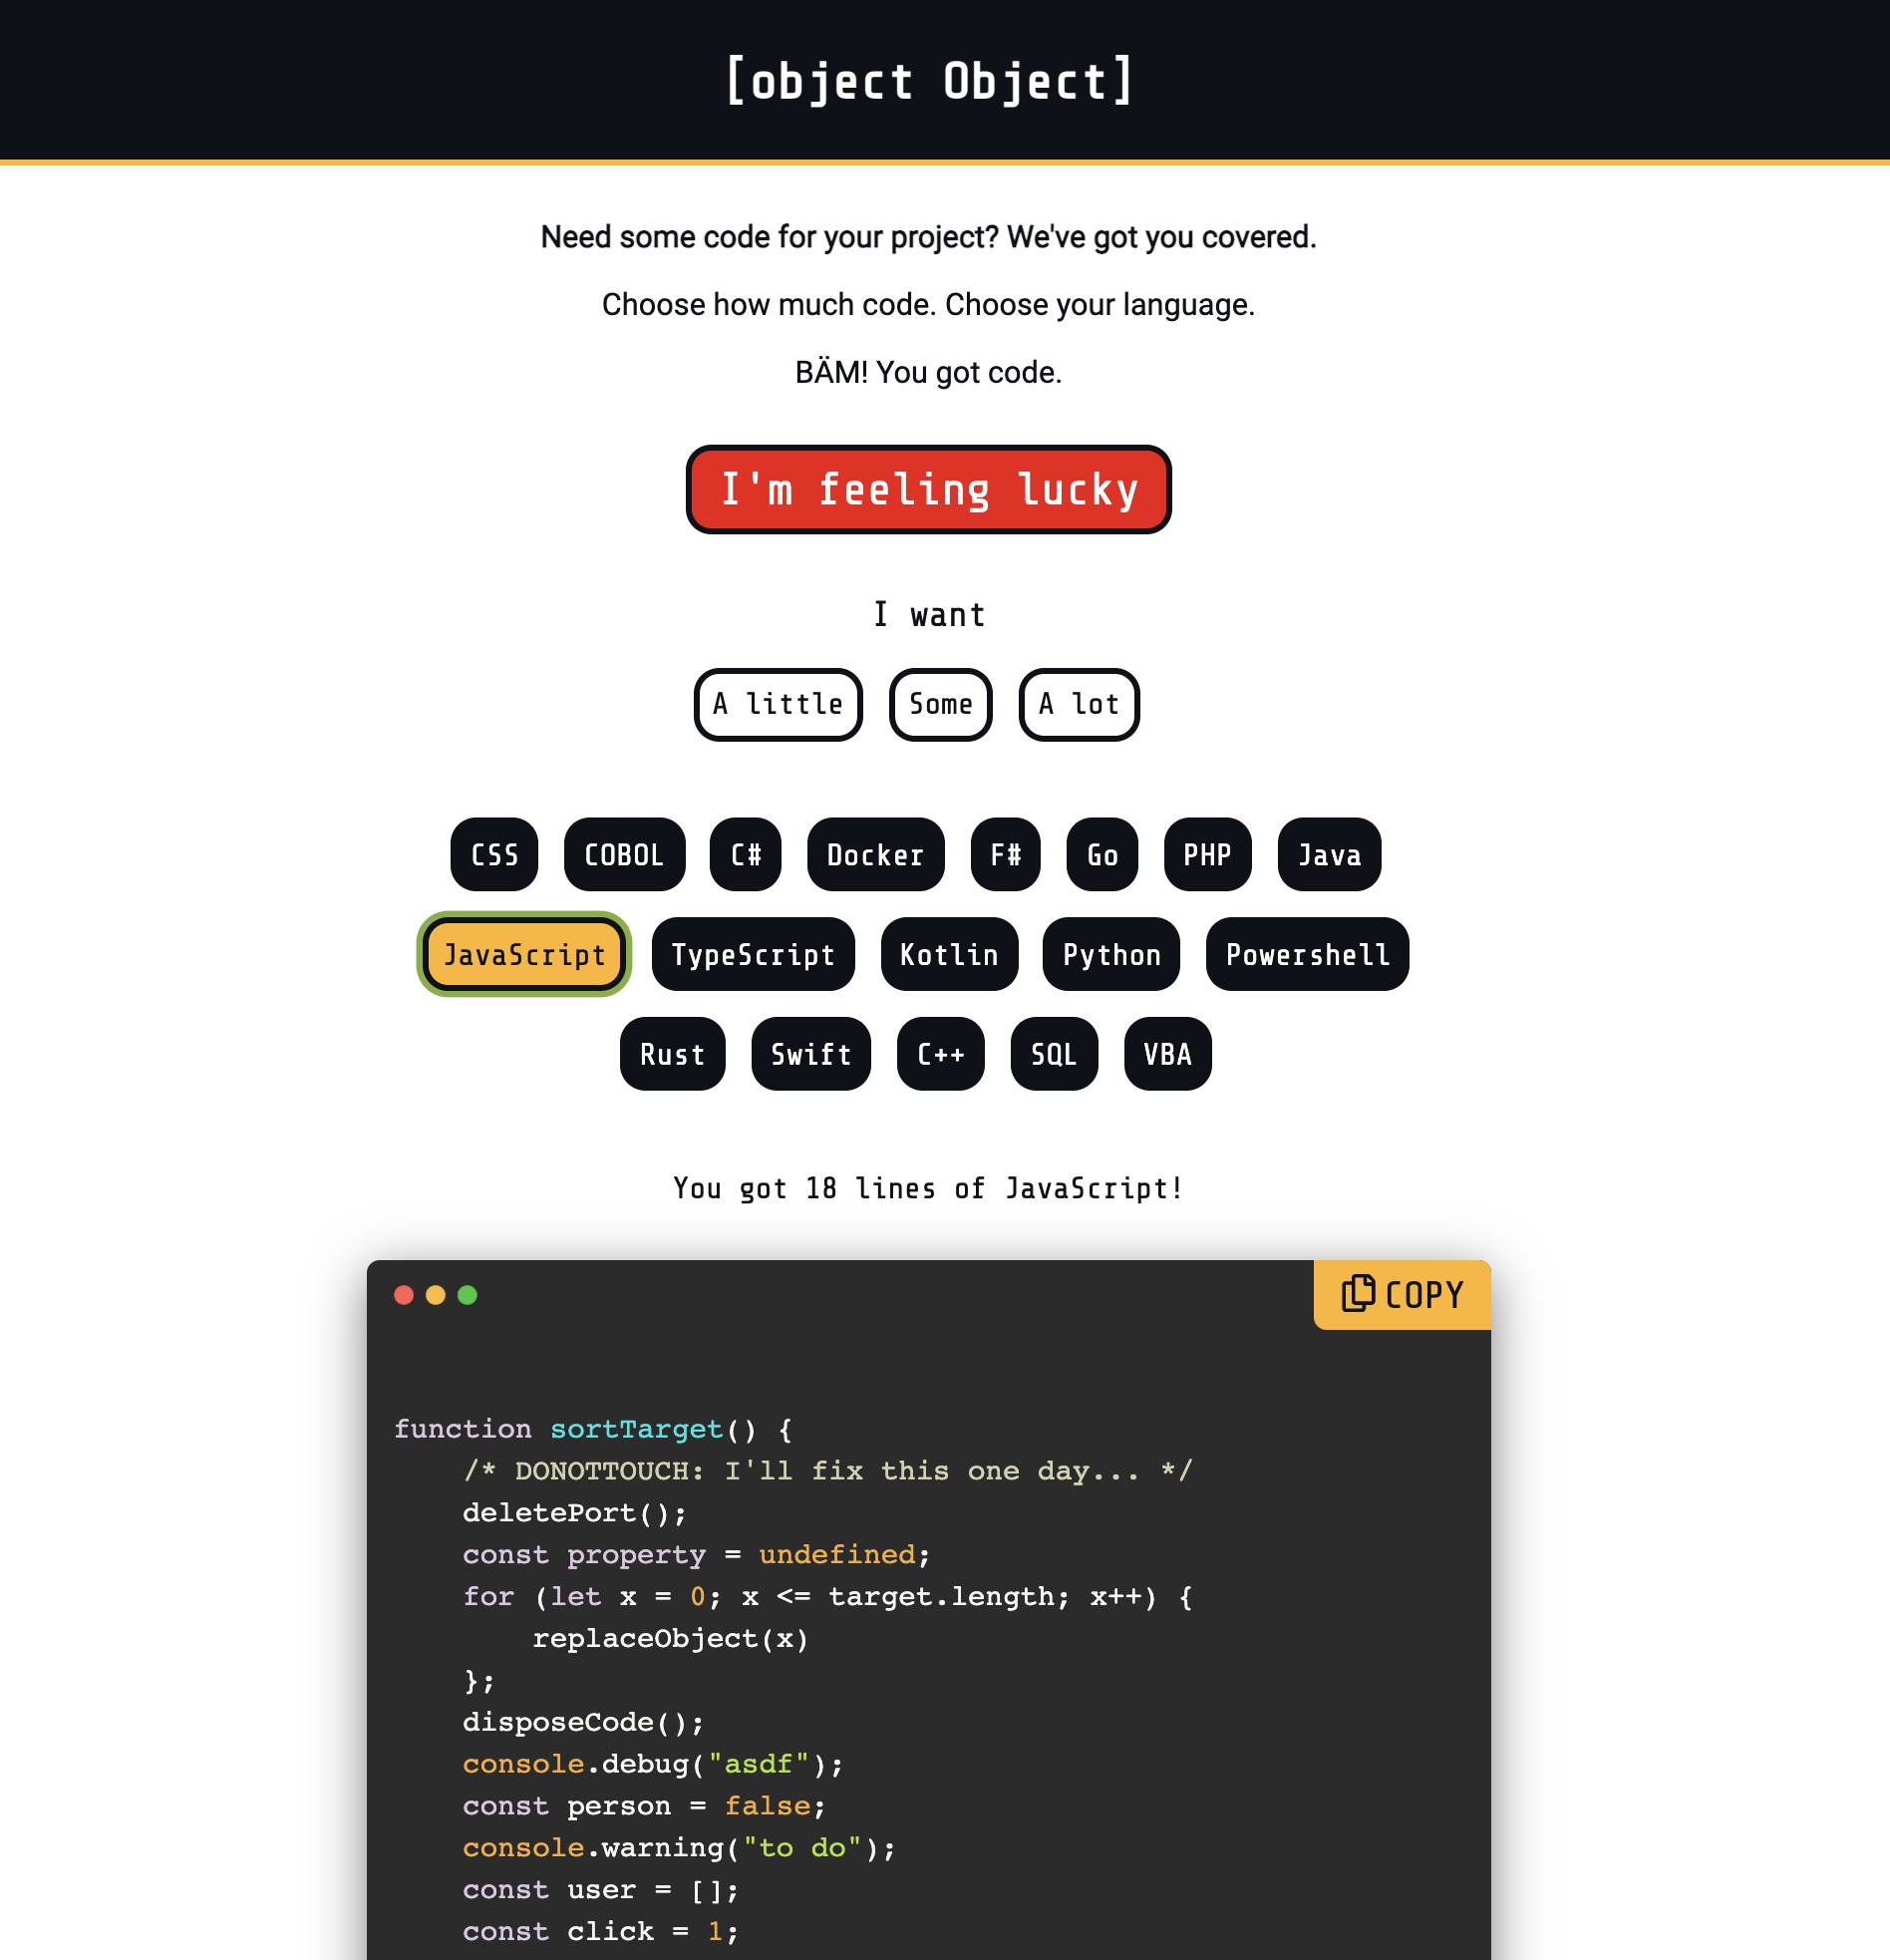 [object Object]
Need some code for your project? We've got you covered.
Choose how much code. Choose your language.
BÄM! You got code.
I'm feeling lucky
I want
A little Some A lot
CSS COBOL C# Docker F# Go PHP Java
JavaScript TypeScript Kotlin Python Powershell
Rust Swift C++ SQL VBA
You got 18 lines of JavaScript!
COPY
function sortTarget() {
    /* DONOTTOUCH: I'll fix this one day... */
    deletePort();
    const property = undefined;
    for (let x = 0; x <= target.length; x++) {
        replaceObject(x)
    };
    disposeCode();
    console.debug("asdf");
    const person = false;
    console.warning("to do");
    const user = [];
    const click = 1;